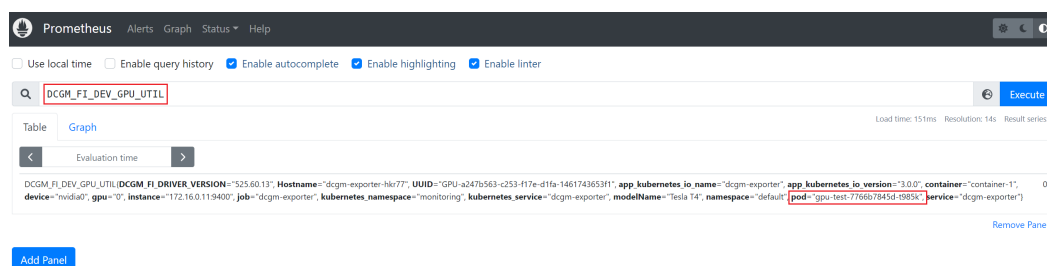 Prometheus Alerts Graph Status Help
Use local time Enable query history Enable autocomplete Enable highlighting Enable linter
DCGM_FI_DEV_GPU_UTIL Execute
Load time: 151ms Resolution: 14s Result series:
Table Graph
Evaluation time
DCGM_FI_DEV_GPU_UTIL{DCGM_FI_DRIVER_VERSION="525.60.13", Hostname="dcgm-exporter-hkr77", UUID="GPU-a247b563-c253-f17e-d1fa-1461743653f1", app_kubernetes_io_name="dcgm-exporter", app_kubernetes_io_version="3.0.0", container="container-1", 0
device="nvidia0", gpu="0", instance="172.16.0.11:9400", job="dcgm-exporter", kubernetes_namespace="monitoring", kubernetes_service="dcgm-exporter", modelName="Tesla T4", namespace="default", pod="gpu-test-7766b7845d-t985k", service="dcgm-exporter"}
Remove Pane
Add Panel